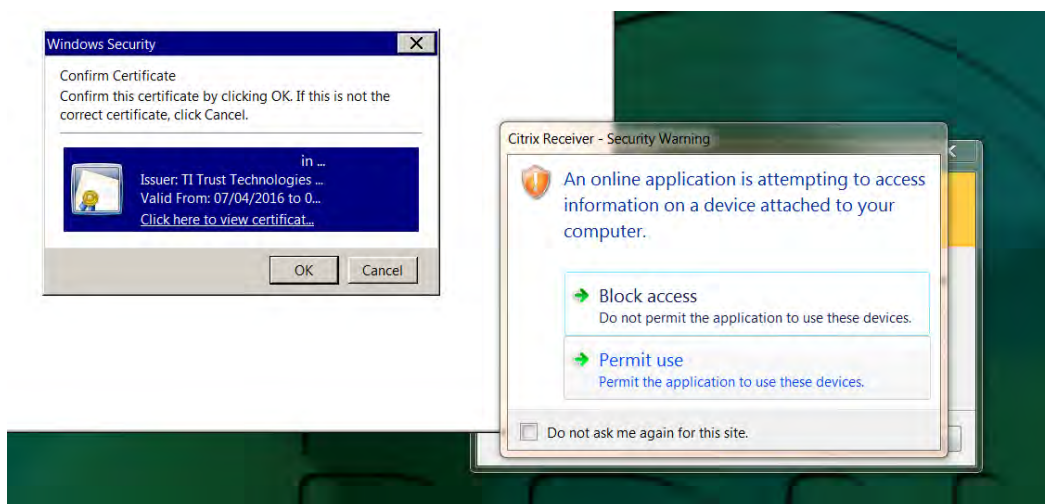 Windows Security
Confirm Certificate
Confirm this certificate by clicking OK. If this is not the
correct certificate, click Cancel.
in ...
Issuer: TI Trust Technologies ...
Valid From: 07/04/2016 to 0...
Click here to view certificat...
OK
Cancel
Citrix Receiver - Security Warning
An online application is attempting to access
information on a device attached to your
computer.
Block access
Do not permit the application to use these devices.
Permit use
Permit the application to use these devices.
Do not ask me again for this site.